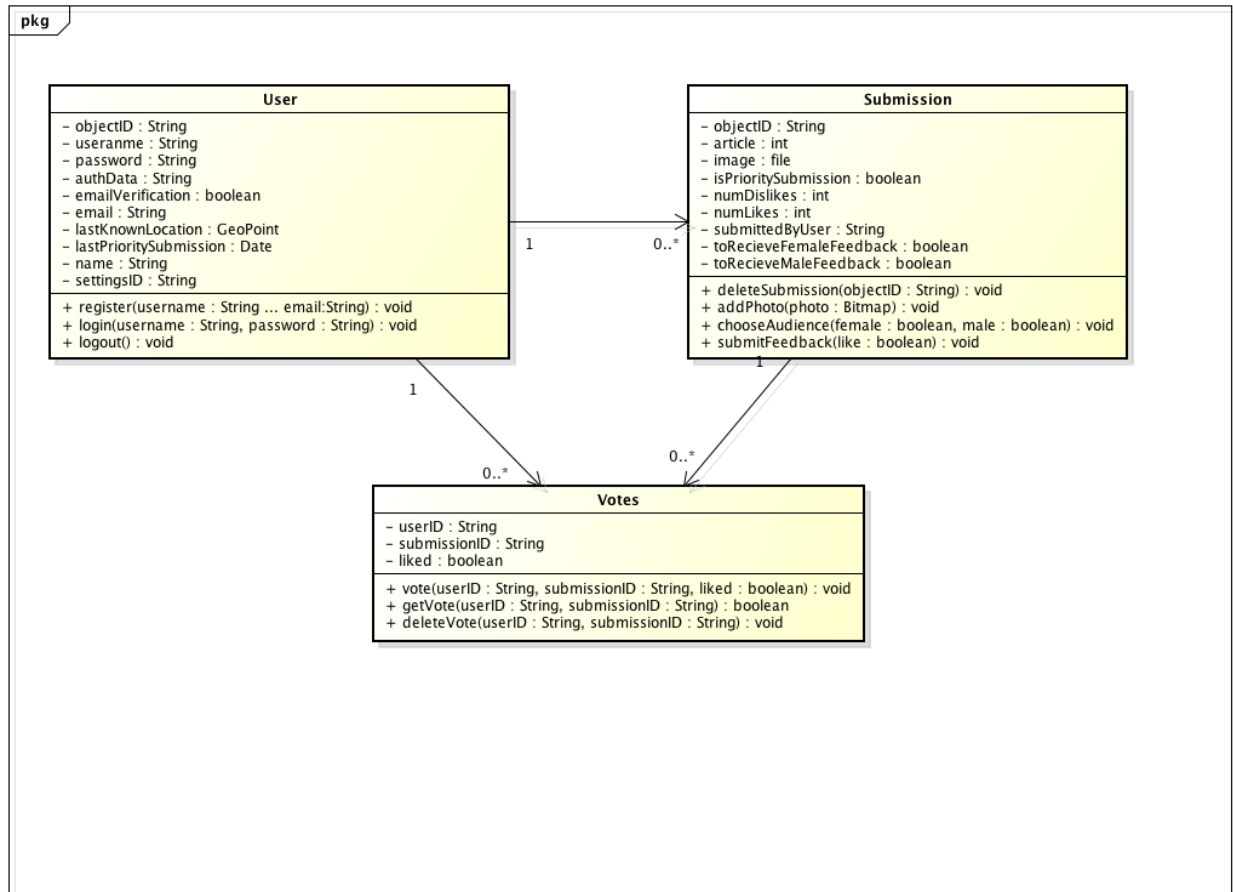 pkg
User
– objectID : String
– useranme : String
– password : String
– authData : String
– emailVerification : boolean
– email : String
– lastKnownLocation : GeoPoint
– lastPrioritySubmission : Date
– name : String
– settingsID : String
+ register(username : String ... email:String) : void
+ login(username : String, password : String) : void
+ logout() : void
Submission
– objectID : String
– article : int
– image : file
– isPrioritySubmission : boolean
– numDislikes : int
– numLikes : int
– submittedByUser : String
– toRecieveFemaleFeedback : boolean
– toRecieveMaleFeedback : boolean
+ deleteSubmission(objectID : String) : void
+ addPhoto(photo : Bitmap) : void
+ chooseAudience(female : boolean, male : boolean) : void
+ submitFeedback(like : boolean) : void
1
0..*
1
0..*
1
0..*
Votes
– userID : String
– submissionID : String
– liked : boolean
+ vote(userID : String, submissionID : String, liked : boolean) : void
+ getVote(userID : String, submissionID : String) : boolean
+ deleteVote(userID : String, submissionID : String) : void